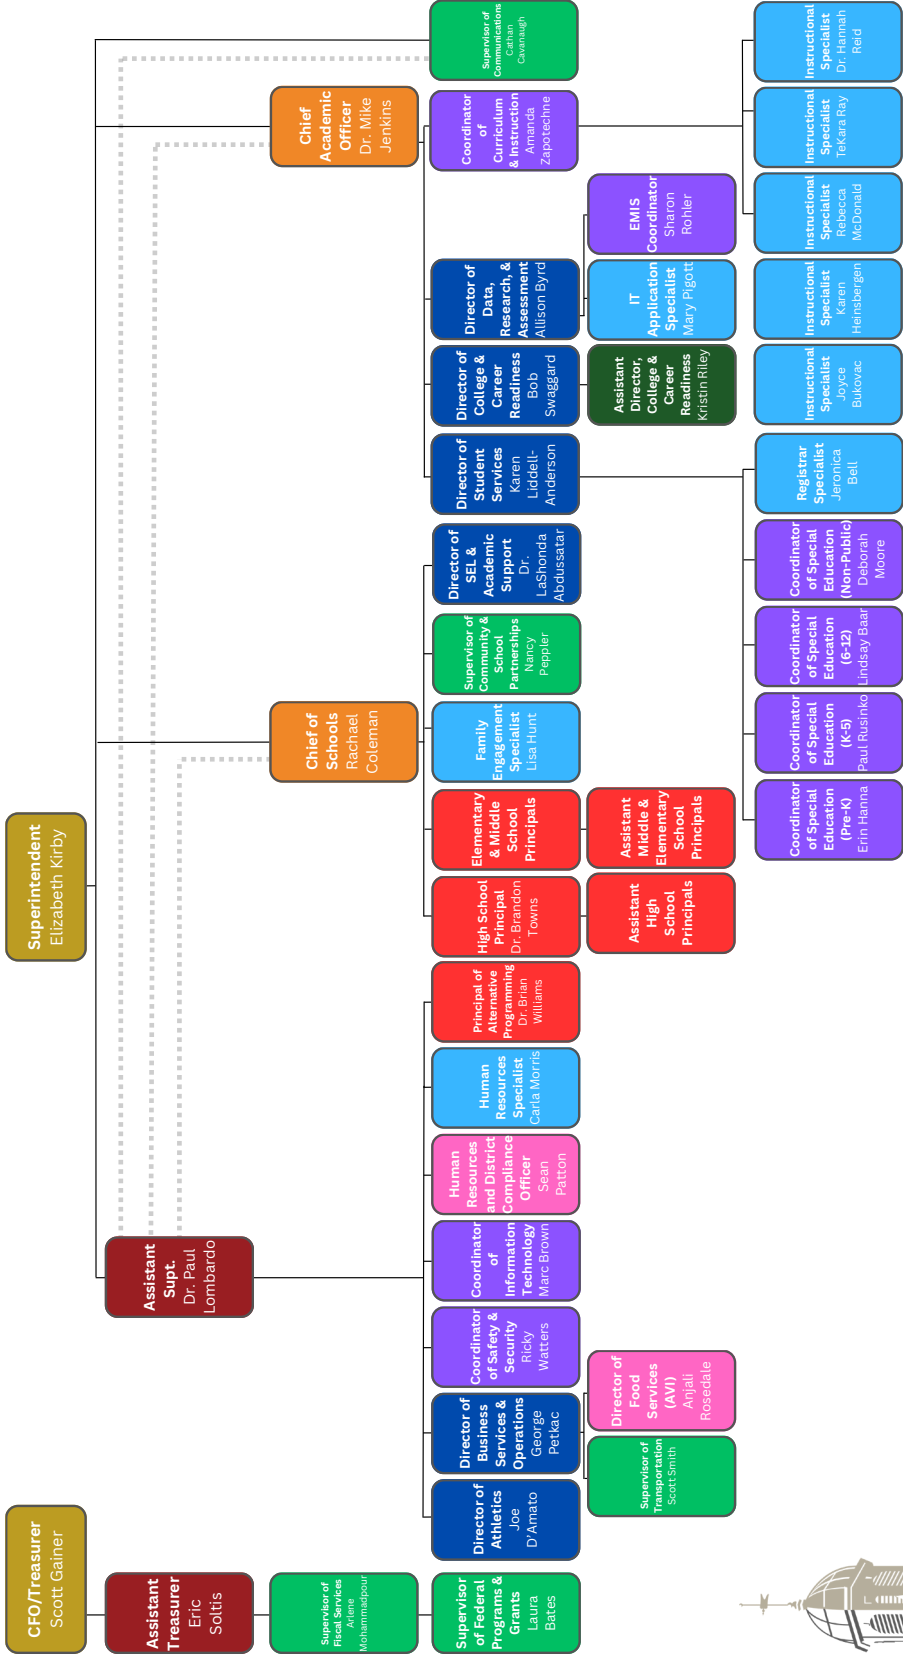 CFO/Treasurer
Scott Gainer
Superintendent
Elizabeth Kirby
Assistant
Treasurer
Eric
Soltis
Assistant
Supt.
Dr. Paul
Lombardo
Supervisor of
Fiscal Services
Arlene
Mohammadpour
Chief of
Schools
Rachael
Coleman
Chief
Academic
Officer
Dr. Mike
Jenkins
Supervisor
of Federal
Programs &
Grants
Laura
Bates
Director of
Athletics
Joe
D'Amato
Director of
Business
Services &
Operations
George
Petkac
Coordinator
of Safety &
Security
Ricky
Watters
Coordinator
of
Information
Technology
Marc Brown
Human
Resources
and District
Compliance
Officer
Sean
Patton
Human
Resources
Specialist
Carla Morris
Principal of
Alternative
Programming
Dr. Brian
Williams
High School
Principal
Dr. Brandon
Towns
Elementary
& Middle
School
Principals
Family
Engagement
Specialist
Lisa Hunt
Supervisor of
Community &
School
Partnerships
Nancy
Peppler
Director of
SEL &
Academic
Support
Dr.
LaShonda
Abdussatar
Director of
Student
Services
Karen
Liddell-
Anderson
Director of
College &
Career
Readiness
Bob
Swaggard
Director of
Data,
Research, &
Assessment
Allison Byrd
Coordinator
of
Curriculum
& Instruction
Amanda
Zapotechne
Supervisor of
Communications
Cathan
Cavanaugh
Supervisor of
Transportation
Scott Smith
Director of
Food
Services
(AVI)
Anjali
Rosedale
Assistant
High
School
Principals
Assistant
Middle &
Elementary
School
Principals
Assistant
Director,
College &
Career
Readiness
Kristin Riley
IT
Application
Specialist
Mary Pigott
EMIS
Coordinator
Sharon
Rohler
Coordinator
of Special
Education
(Pre-K)
Erin Hanna
Coordinator
of Special
Education
(K-5)
Paul Rusinko
Coordinator
of Special
Education
(6-12)
Lindsay Baar
Coordinator
of Special
Education
(Non-Public)
Deborah
Moore
Registrar
Specialist
Jeronica
Bell
Instructional
Specialist
Joyce
Bukovac
Instructional
Specialist
Karen
Heinsbergen
Instructional
Specialist
Rebecca
McDonald
Instructional
Specialist
TeKara Ray
Instructional
Specialist
Dr. Hannah
Reid